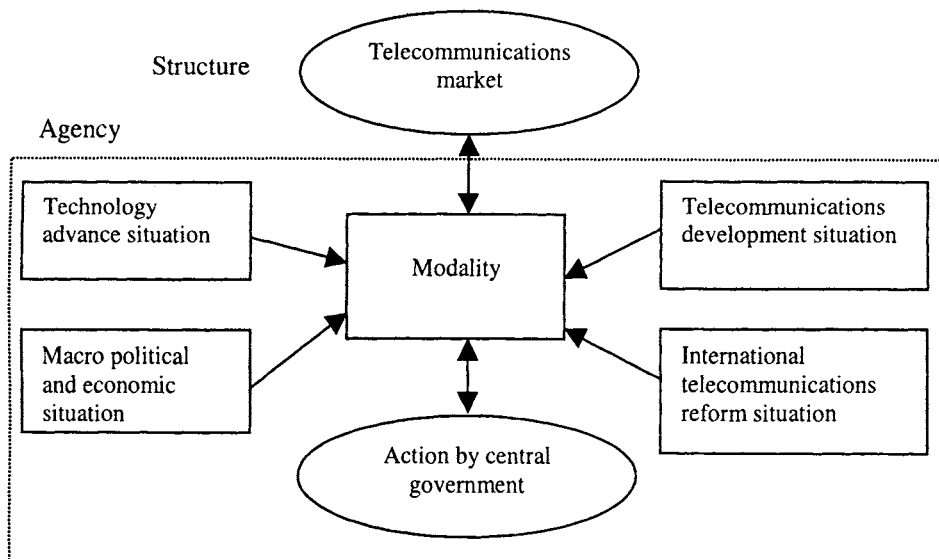 Telecommunications
market
Structure
Agency
Technology
advance situation
Telecommunications
development situation
Modality
Macro political
and economic
situation
International
telecommunications
reform situation
Action by central
government